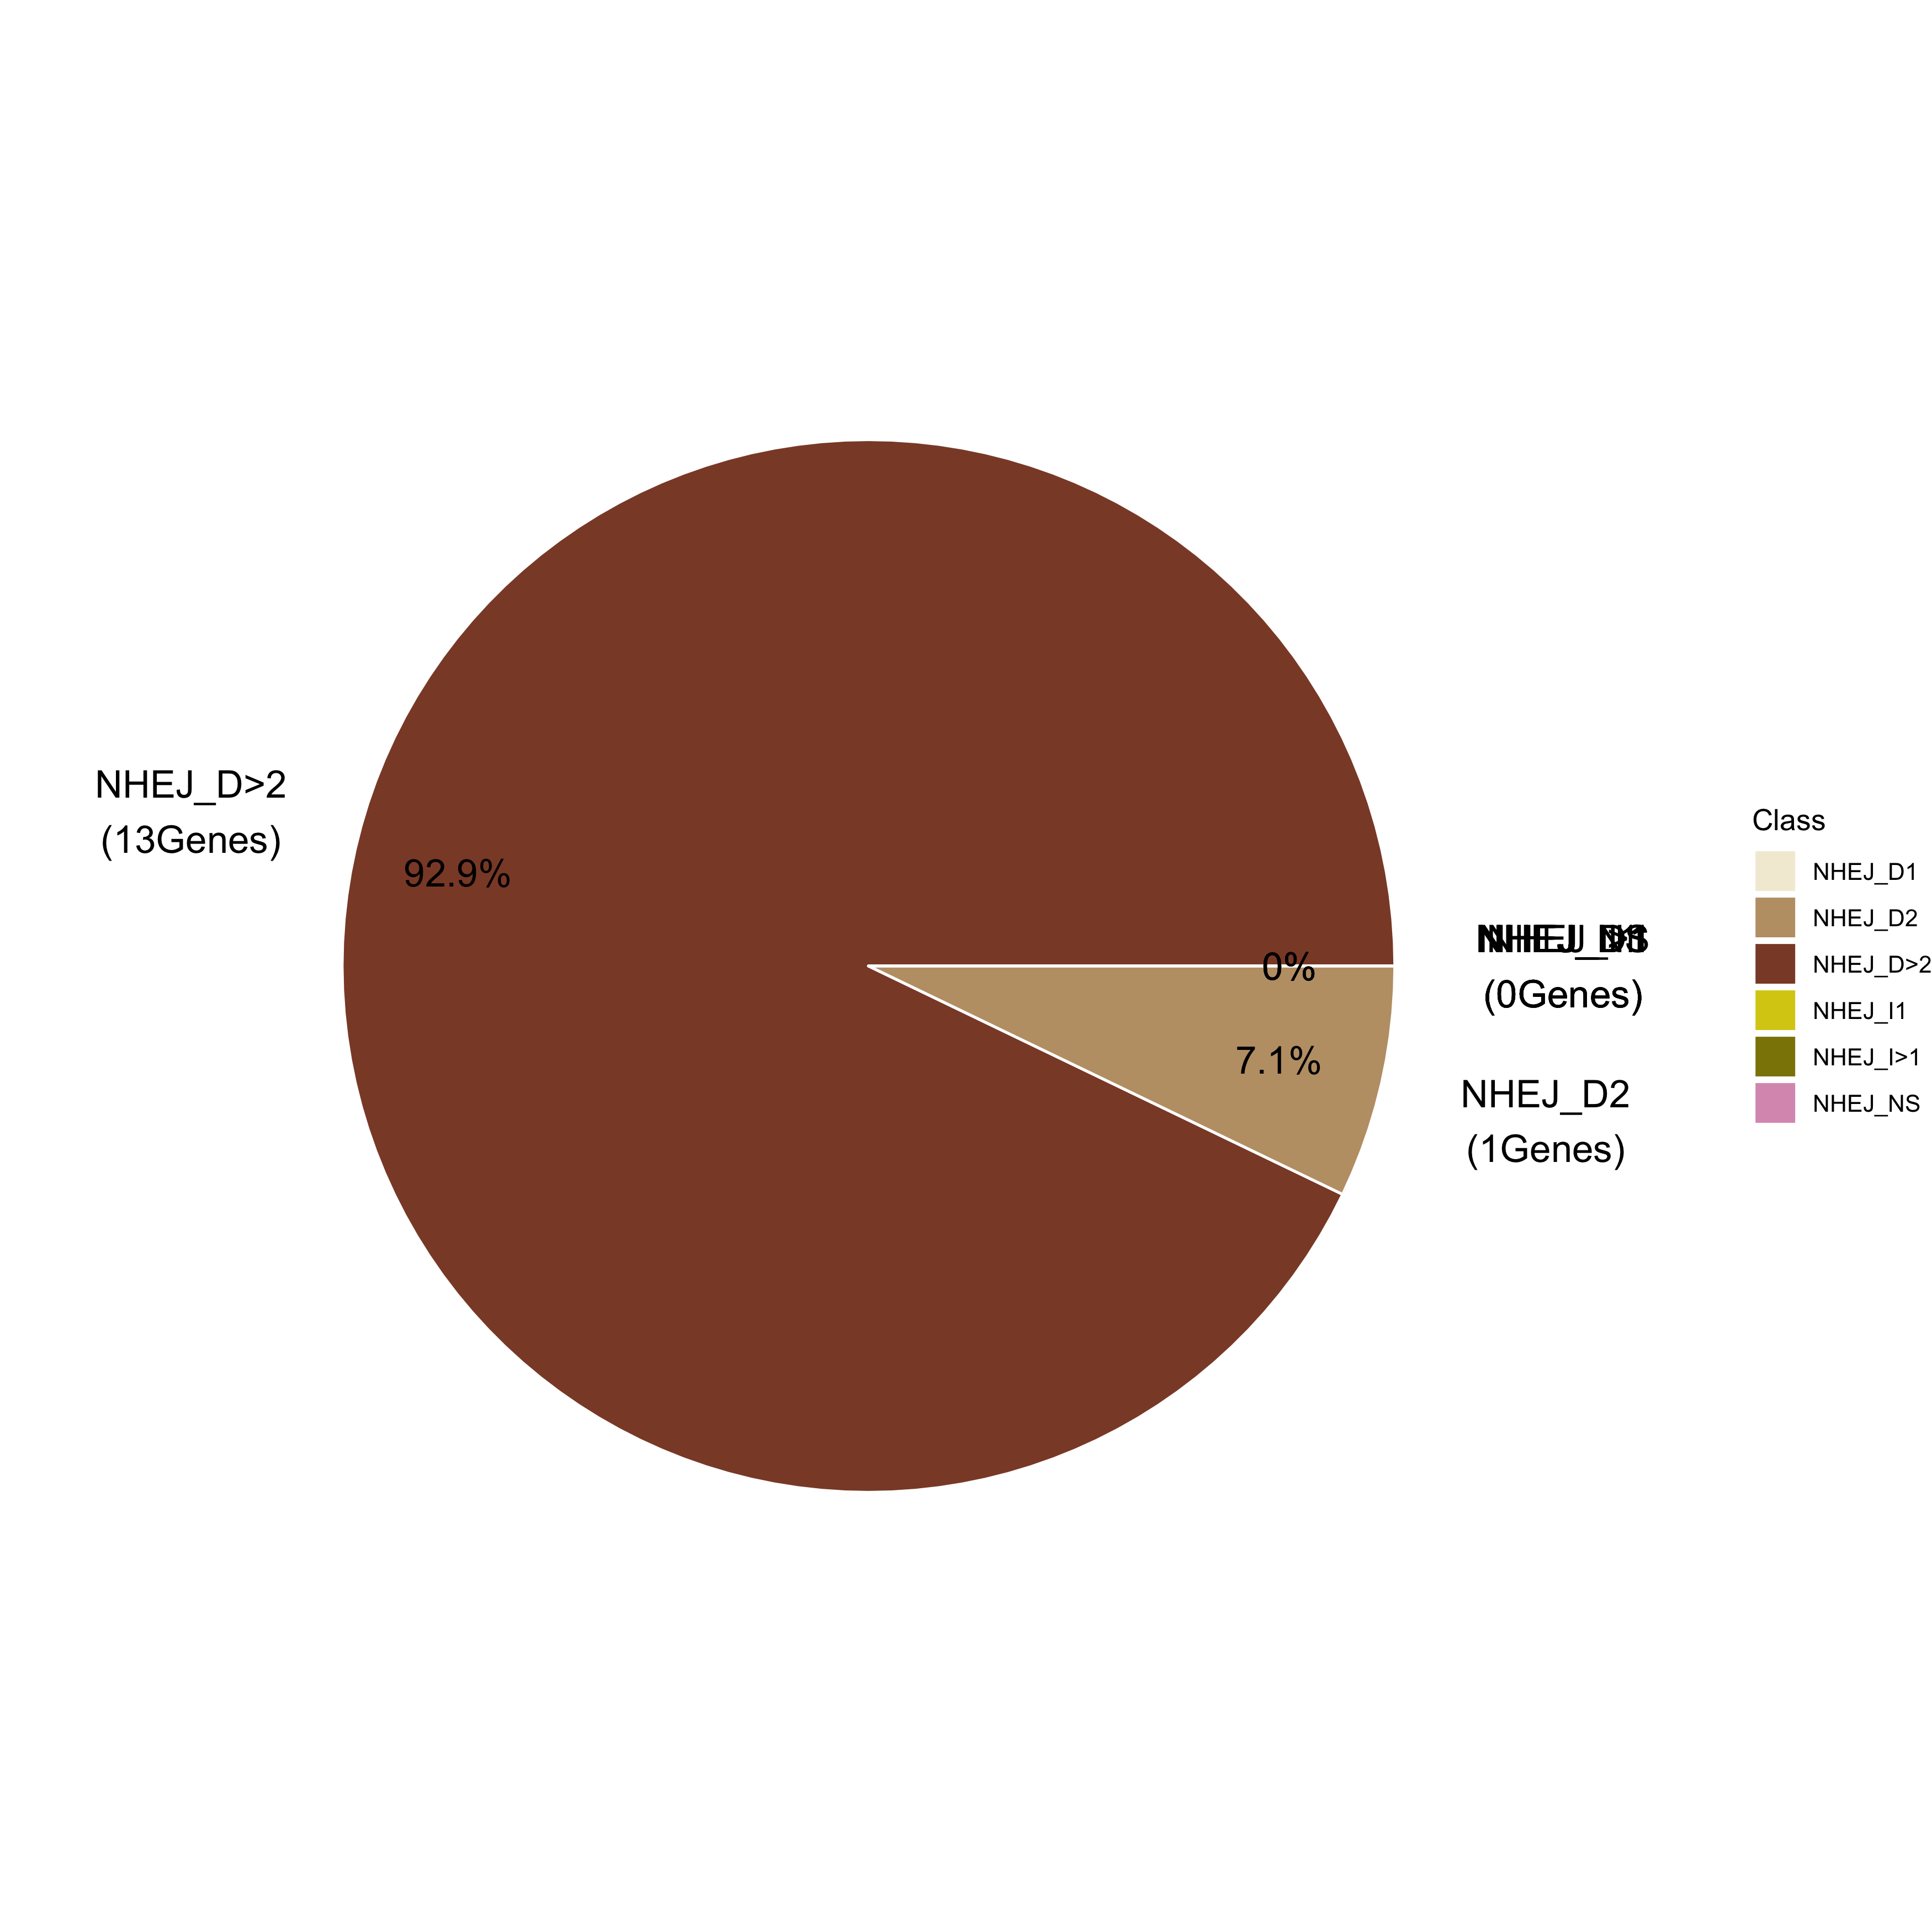 NHEJ_D>2
(13Genes)
92.9%
0%
(0Genes)
7.1%
NHEJ_D2
(1Genes)
Class
NHEJ_D1
NHEJ_D2
NHEJ_D>2
NHEJ_I1
NHEJ_I>1
NHEJ_NS